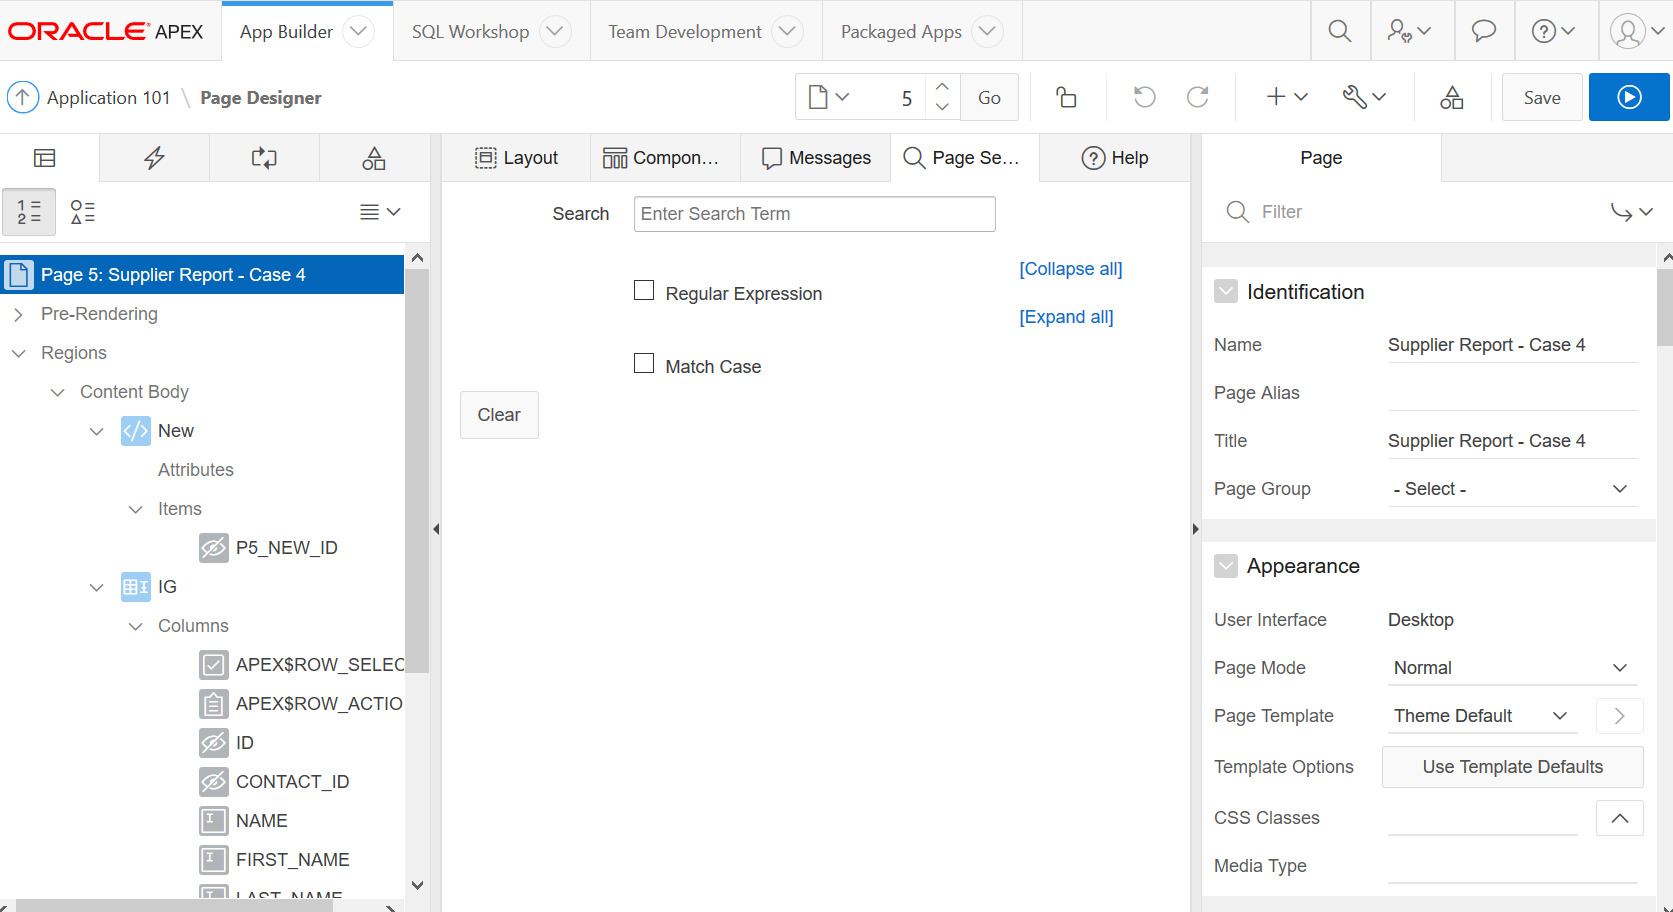 ORACLE APEX
App Builder
SQL Workshop
Team Development
Packaged Apps
Application 101 \ Page Designer
5
Go
Save
1 =
2 =
Page 5: Supplier Report - Case 4
Pre-Rendering
Regions
Content Body
New
Attributes
Items
P5_NEW_ID
IG
Columns
APEX$ROW_SELEC
APEX$ROW_ACTIO
ID
CONTACT_ID
NAME
FIRST_NAME
LAST_NAME
Layout
Compon...
Messages
Page Se...
Help
Search
Enter Search Term
[Collapse all]
Regular Expression
[Expand all]
Match Case
Clear
Page
Filter
Identification
Name Supplier Report - Case 4
Page Alias
Title Supplier Report - Case 4
Page Group - Select -
Appearance
User Interface Desktop
Page Mode Normal
Page Template Theme Default
Template Options Use Template Defaults
CSS Classes
Media Type